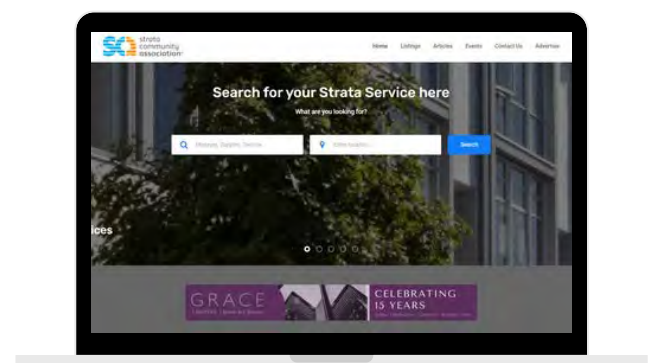 strata
community
association
Home Listings Articles Events Contact Us Advertise
Search for your Strata Service here
What are you looking for?
Search
ices
GRACE
CELEBRATING
15 YEARS